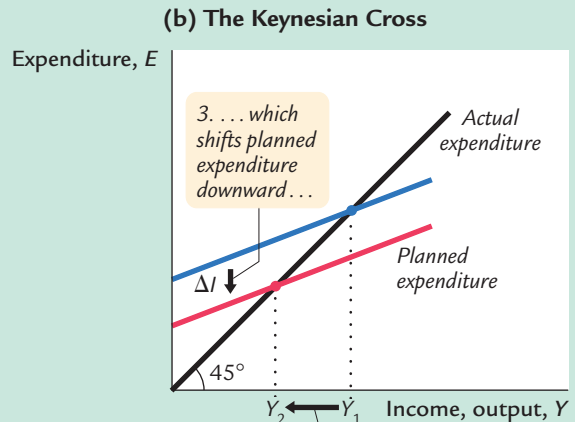 (b) The Keynesian Cross
Expenditure, E
3. . . . which
shifts planned
expenditure
downward . . .
Actual
expenditure
Planned
expenditure
ΔI
45°
Y₂
Y₁
Income, output, Y